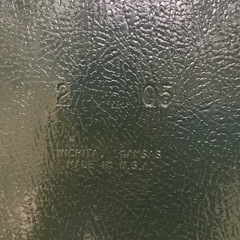 2 05
WICHITA, KANSAS
MADE IN U.S.A.